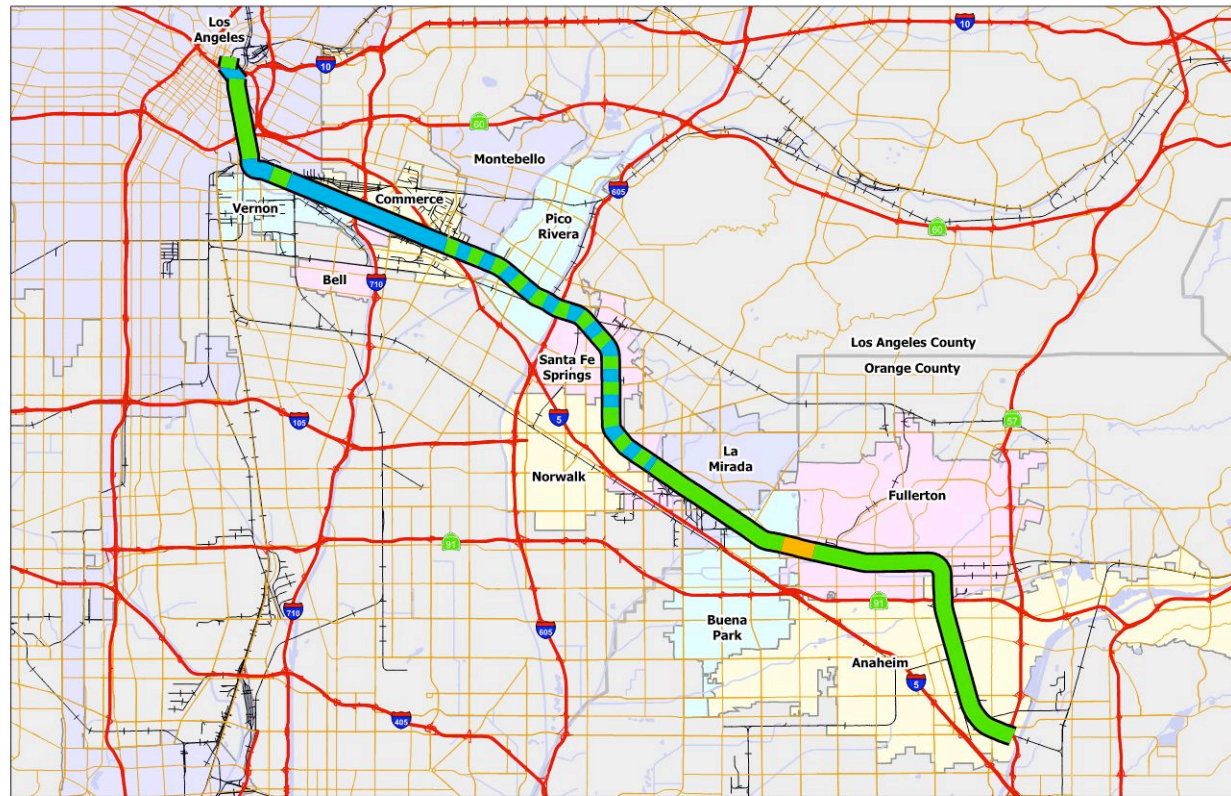 Los
Angeles
10
10
60
Montebello
605
Commerce
Vernon
Pico
Rivera
60
Bell
710
Los Angeles County
Orange County
Santa Fe
Springs
5
105
57
La
Mirada
Norwalk
Fullerton
91
91
710
605
Buena
Park
Anaheim
5
405